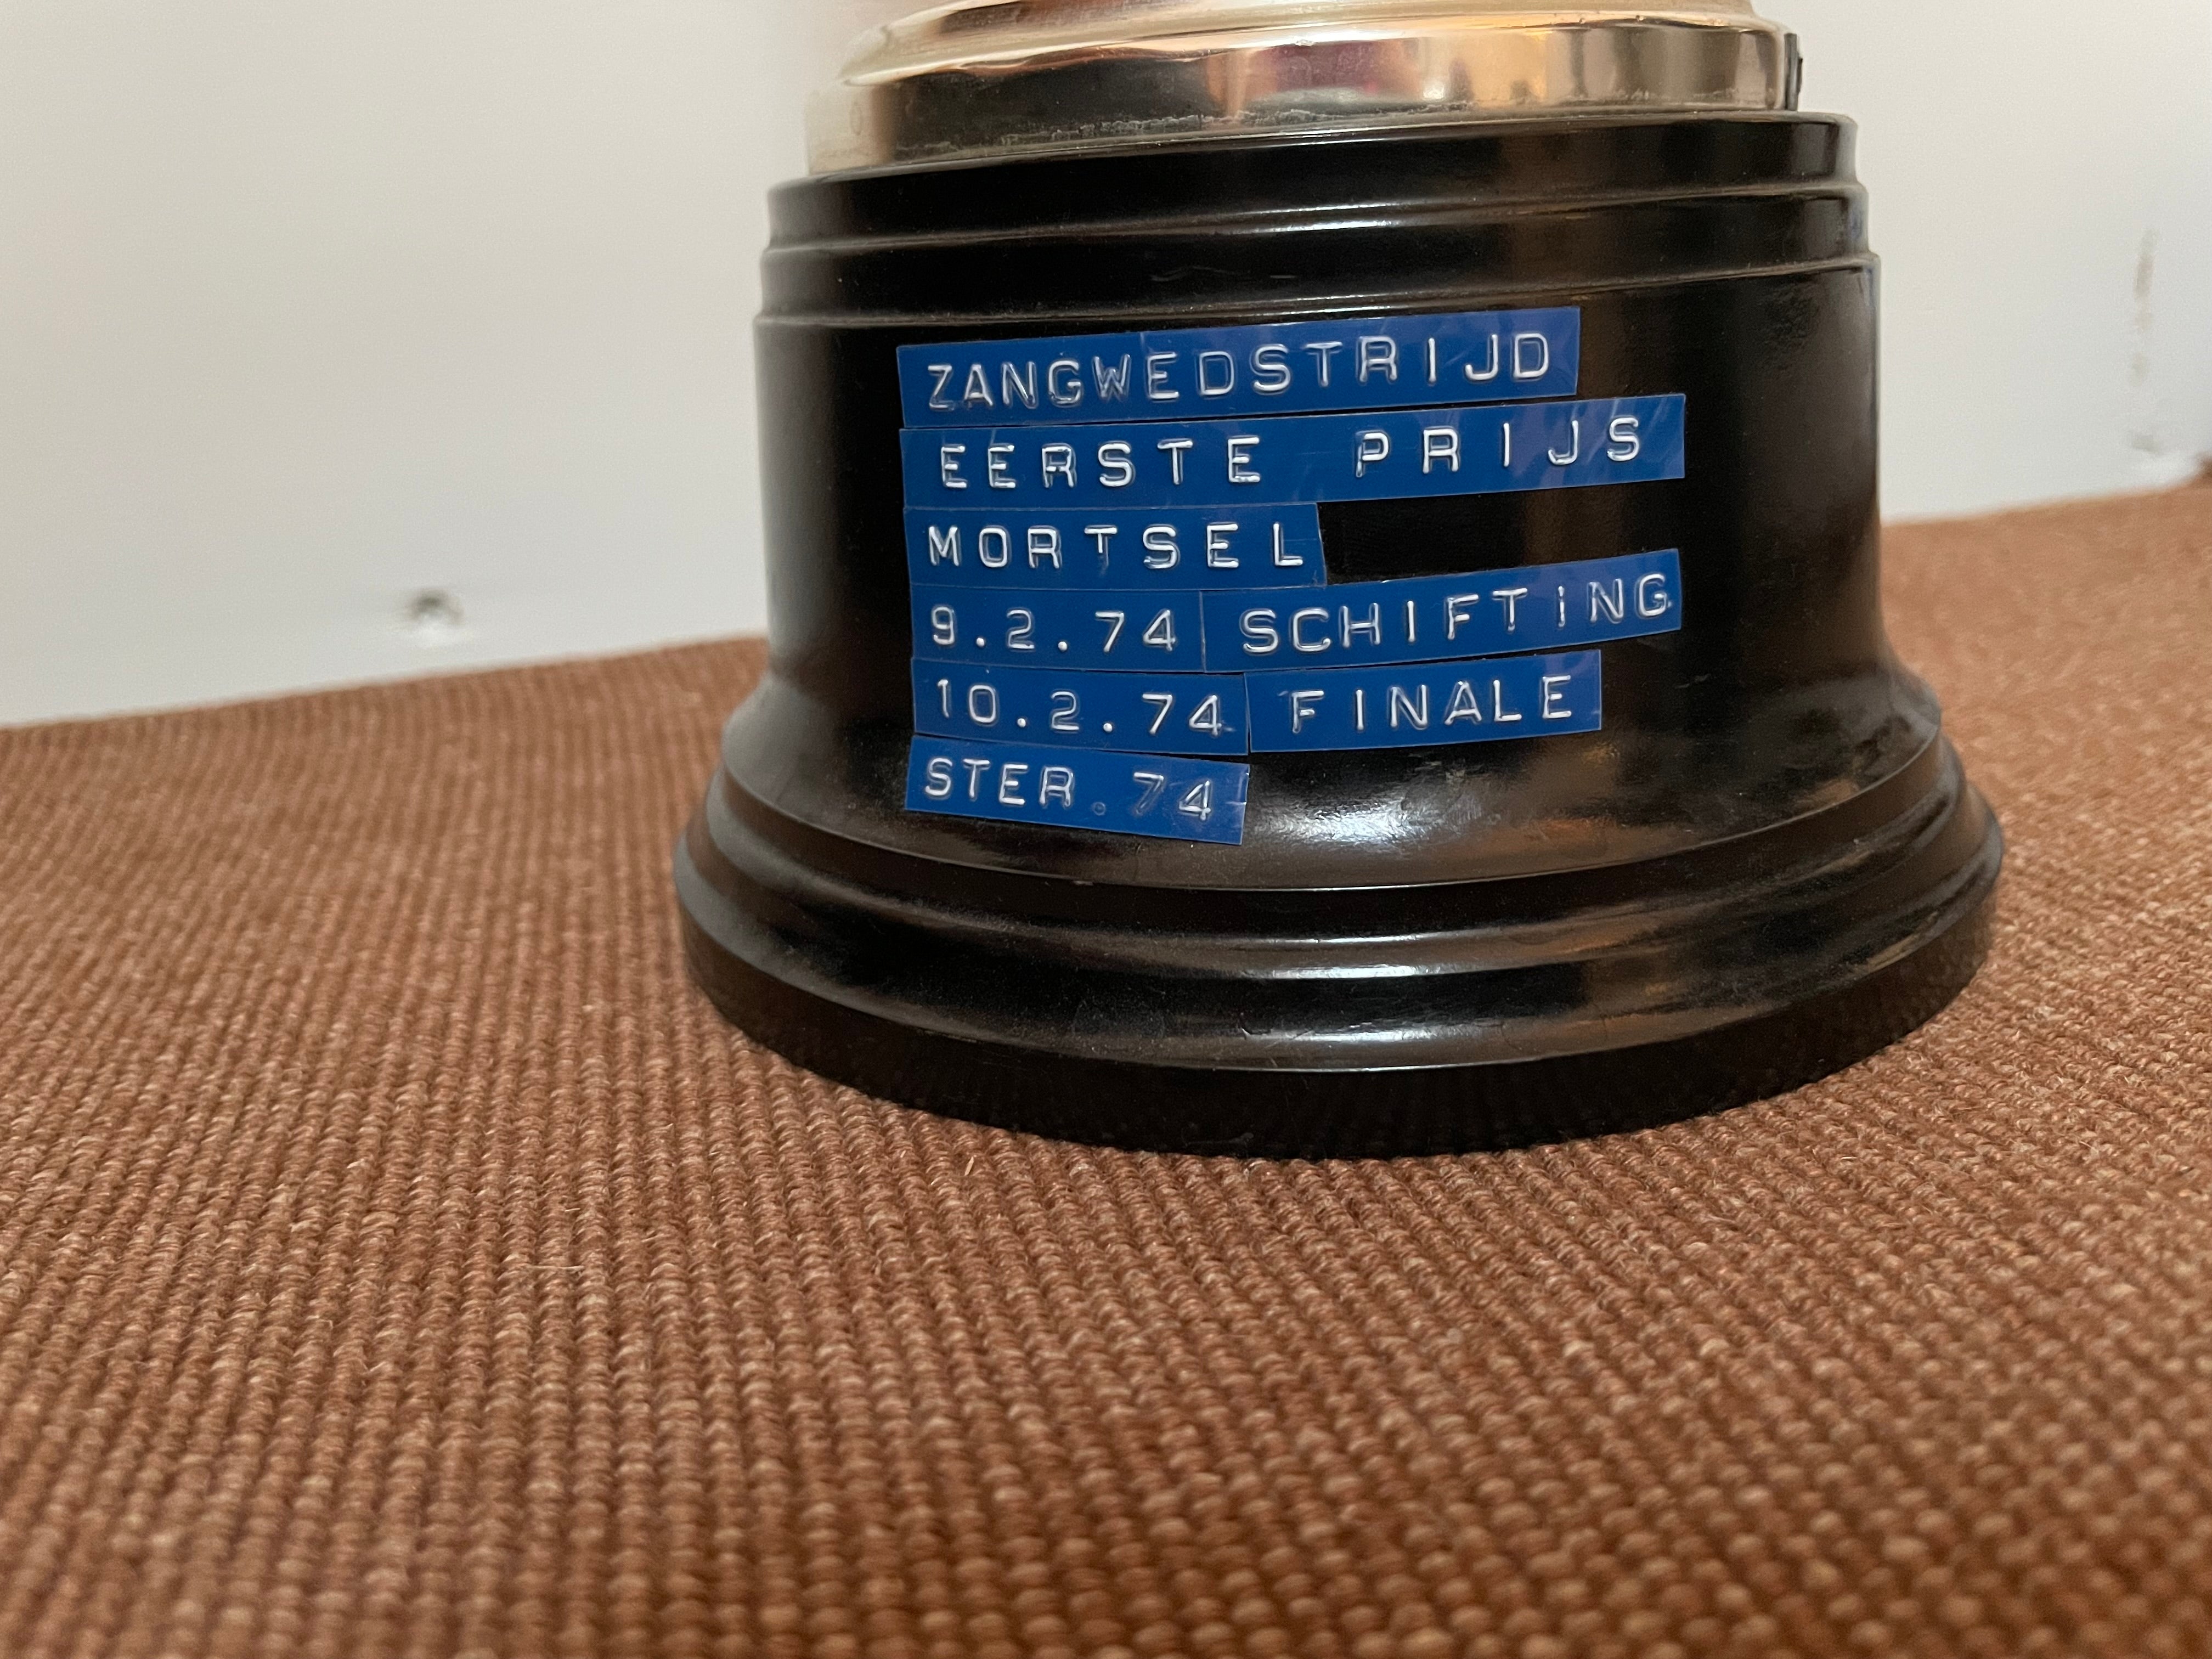 ZANGWEDSTRIJD
EERSTE PRIJS
MORTSEL
9.2.74 SCHIFTING
10.2.74 FINALE
STER.74